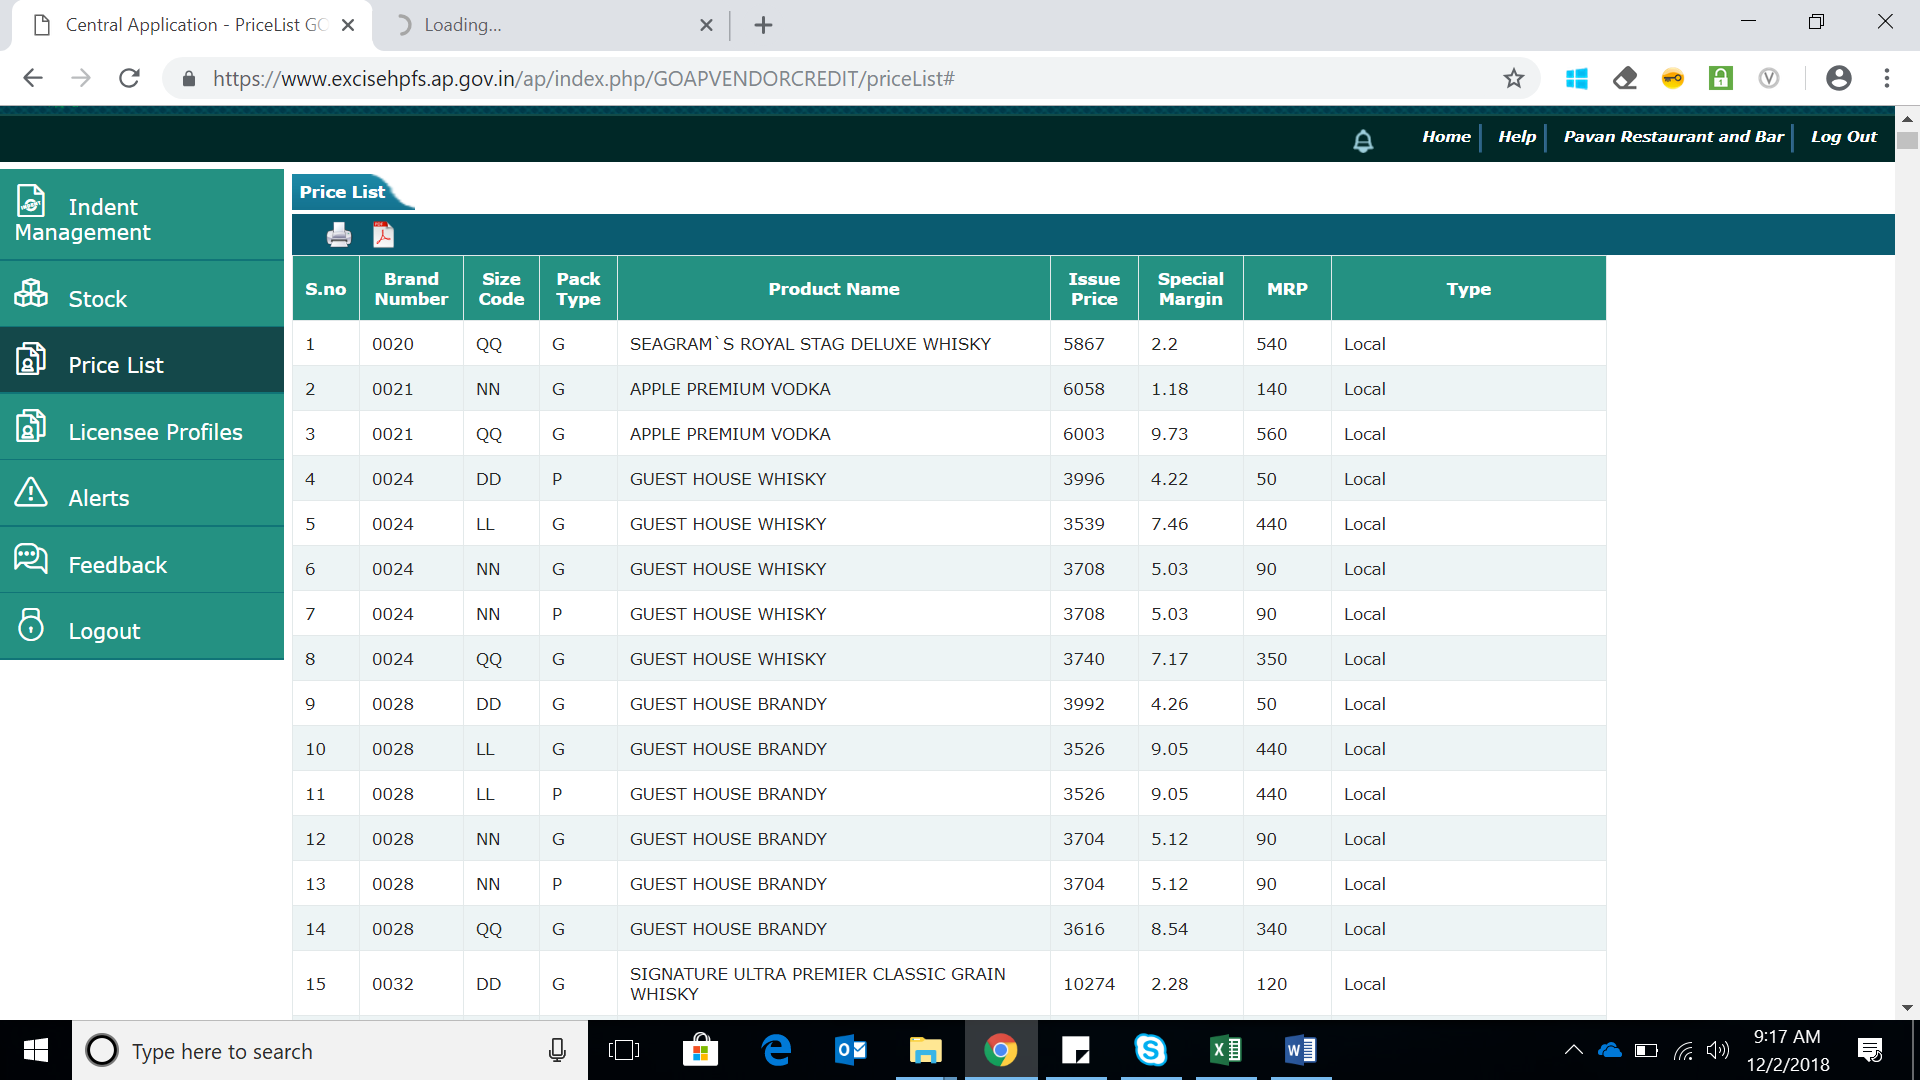 Central Application - PriceList GO
Loading...
https://www.excisehpfs.ap.gov.in/ap/index.php/GOAPVENDORCREDIT/priceList#
Home Help Pavan Restaurant and Bar Log Out
Indent
Management
Stock
Price List
Licensee Profiles
Alerts
Feedback
Logout
Price List
S.no Brand Number Size Code Pack Type Product Name Issue Price Special Margin MRP Type
1 0020 QQ G SEAGRAM`S ROYAL STAG DELUXE WHISKY 5867 2.2 540 Local
2 0021 NN G APPLE PREMIUM VODKA 6058 1.18 140 Local
3 0021 QQ G APPLE PREMIUM VODKA 6003 9.73 560 Local
4 0024 DD P GUEST HOUSE WHISKY 3996 4.22 50 Local
5 0024 LL G GUEST HOUSE WHISKY 3539 7.46 440 Local
6 0024 NN G GUEST HOUSE WHISKY 3708 5.03 90 Local
7 0024 NN P GUEST HOUSE WHISKY 3708 5.03 90 Local
8 0024 QQ G GUEST HOUSE WHISKY 3740 7.17 350 Local
9 0028 DD G GUEST HOUSE BRANDY 3992 4.26 50 Local
10 0028 LL G GUEST HOUSE BRANDY 3526 9.05 440 Local
11 0028 LL P GUEST HOUSE BRANDY 3526 9.05 440 Local
12 0028 NN G GUEST HOUSE BRANDY 3704 5.12 90 Local
13 0028 NN P GUEST HOUSE BRANDY 3704 5.12 90 Local
14 0028 QQ G GUEST HOUSE BRANDY 3616 8.54 340 Local
15 0032 DD G SIGNATURE ULTRA PREMIER CLASSIC GRAIN WHISKY 10274 2.28 120 Local
Type here to search
9:17 AM
12/2/2018